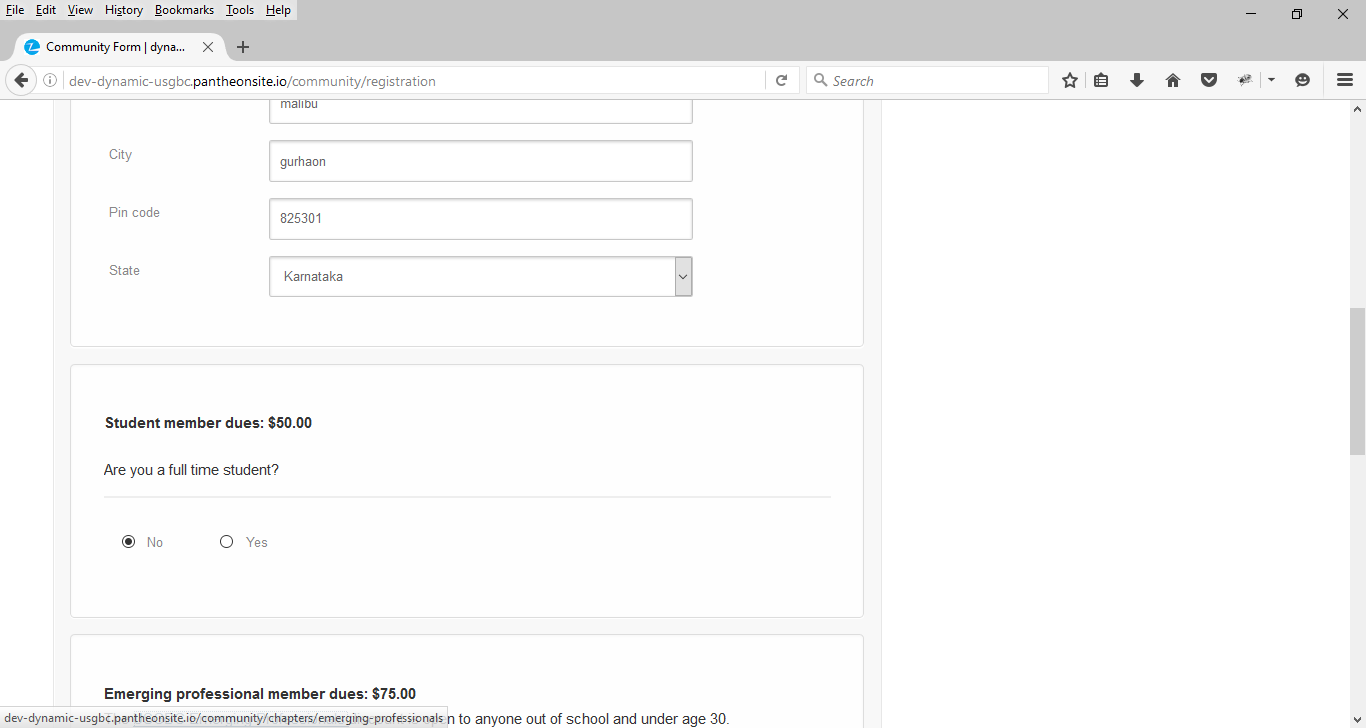 File Edit View History Bookmarks Tools Help
Community Form | dyna...
dev-dynamic-usgbc.pantheonsite.io/community/registration
Search
malibu
City
gurhaon
Pin code
825301
State
Karnataka
Student member dues: $50.00
Are you a full time student?
No Yes
Emerging professional member dues: $75.00
dev-dynamic-usgbc.pantheonsite.io/community/chapters/emerging-professionals
n to anyone out of school and under age 30.